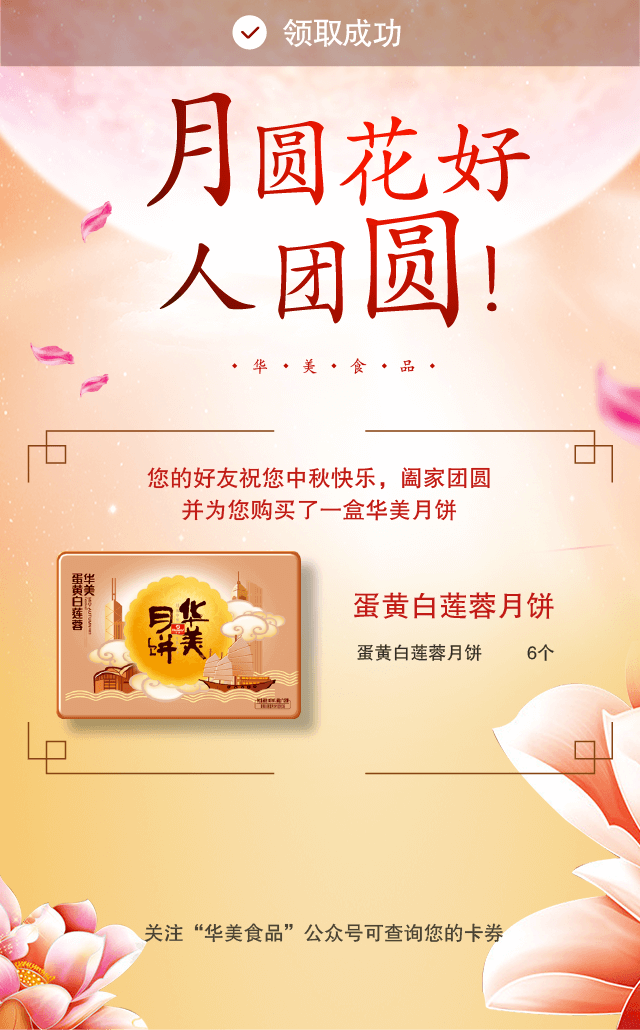 领取成功
月圆花好
人团圆!
·华·美·食·品·
您的好友祝您中秋快乐，阖家团圆
并为您购买了一盒华美月饼
华美
蛋黄白莲蓉
华美
月饼
蛋黄白莲蓉月饼
蛋黄白莲蓉月饼 6个
关注“华美食品”公众号可查询您的卡券